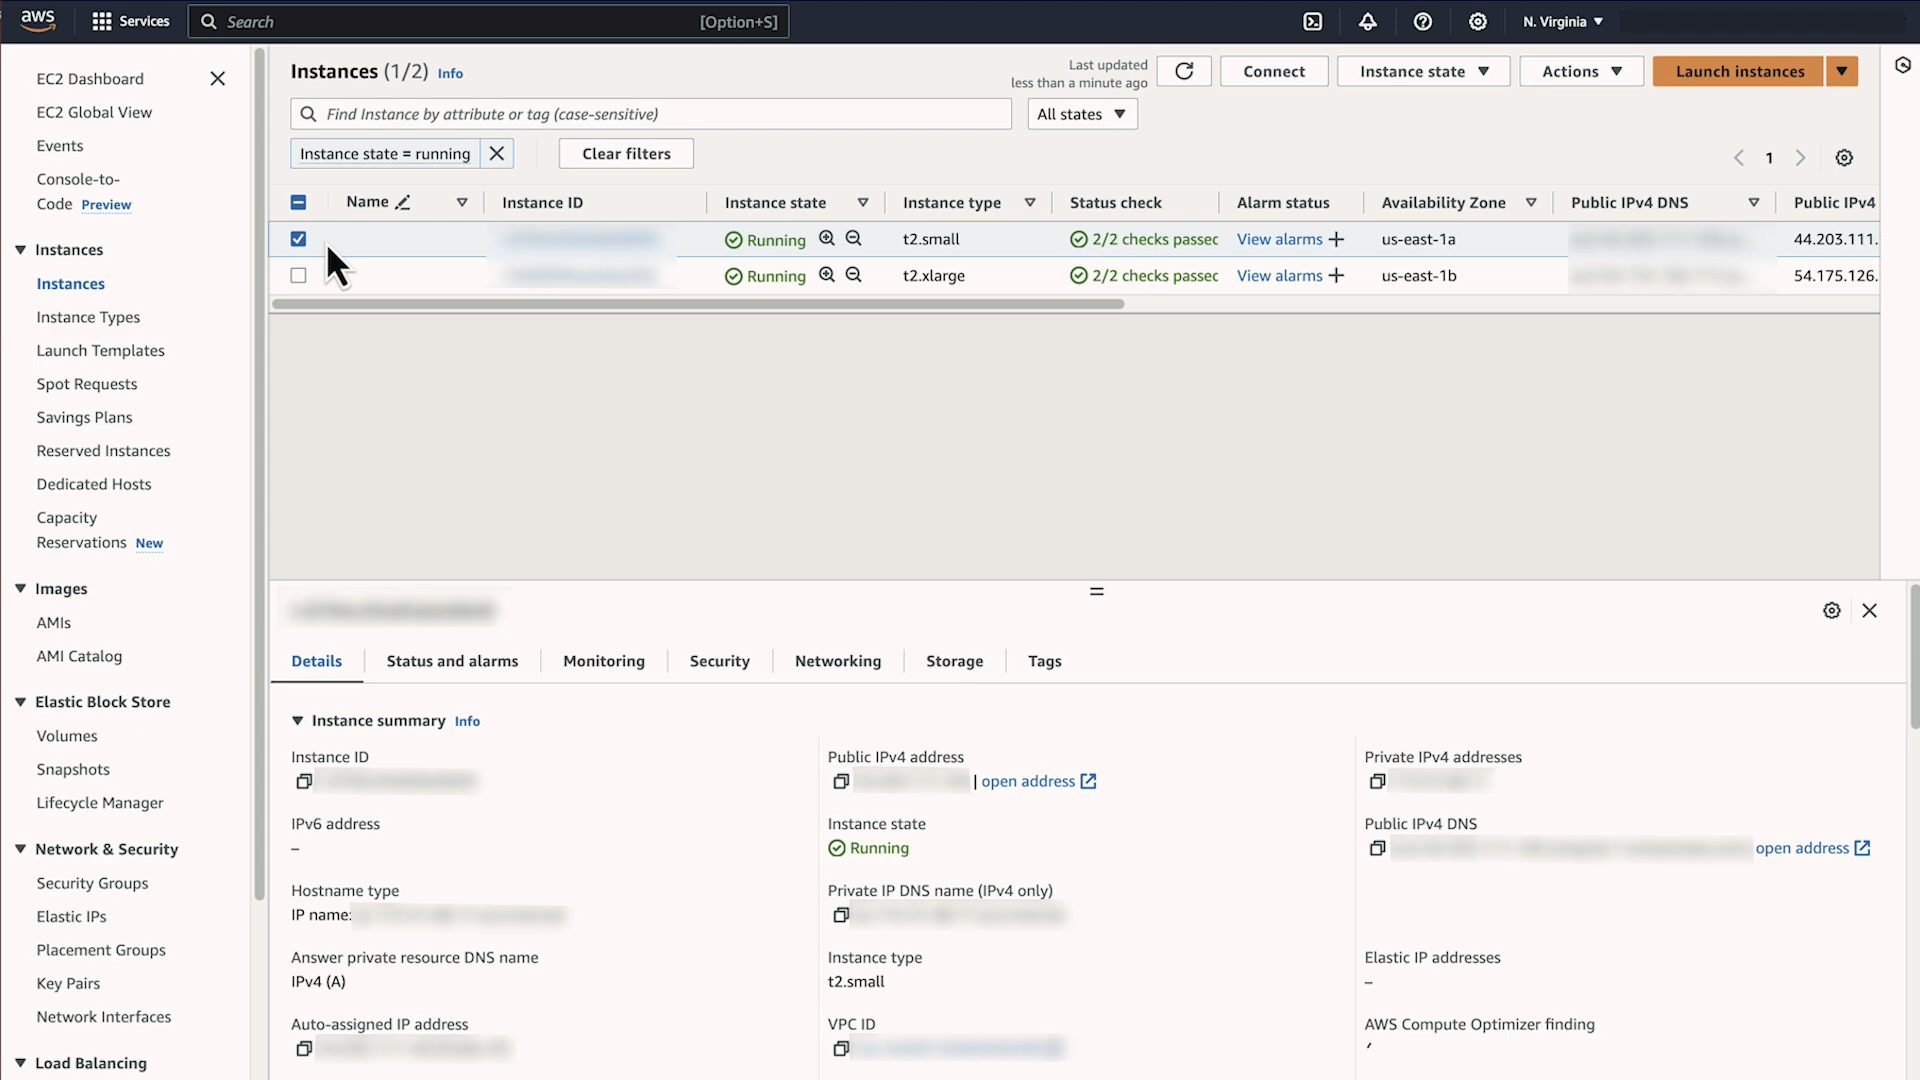 aws
Services
Search
[Option+S]
N. Virginia
EC2 Dashboard
EC2 Global View
Events
Console-to-
Code Preview
Instances
Instances
Instance Types
Launch Templates
Spot Requests
Savings Plans
Reserved Instances
Dedicated Hosts
Capacity
Reservations New
Images
AMIs
AMI Catalog
Elastic Block Store
Volumes
Snapshots
Lifecycle Manager
Network & Security
Security Groups
Elastic IPs
Placement Groups
Key Pairs
Network Interfaces
Load Balancing
Instances (1/2) Info
Last updated
less than a minute ago
Connect
Instance state
Actions
Launch instances
Find Instance by attribute or tag (case-sensitive)
All states
Instance state = running
Clear filters
1
Name Instance ID Instance state Instance type Status check Alarm status Availability Zone Public IPv4 DNS Public IPv4
Running t2.small 2/2 checks passec View alarms + us-east-1a 44.203.111.
Running t2.xlarge 2/2 checks passec View alarms + us-east-1b 54.175.126.
Details
Status and alarms
Monitoring
Security
Networking
Storage
Tags
Instance summary Info
Instance ID
Public IPv4 address
| open address
Private IPv4 addresses
IPv6 address
–
Instance state
Running
Public IPv4 DNS
open address
Hostname type
IP name:
Private IP DNS name (IPv4 only)
Answer private resource DNS name
IPv4 (A)
Instance type
t2.small
Elastic IP addresses
–
Auto-assigned IP address
VPC ID
AWS Compute Optimizer finding